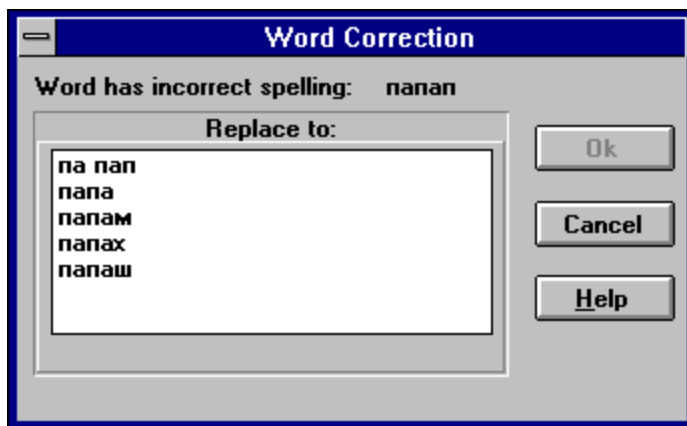 Word Correction
Word has incorrect spelling: папап
Replace to:
па пап
папа
папам
папах
папаш
Ok
Cancel
Help